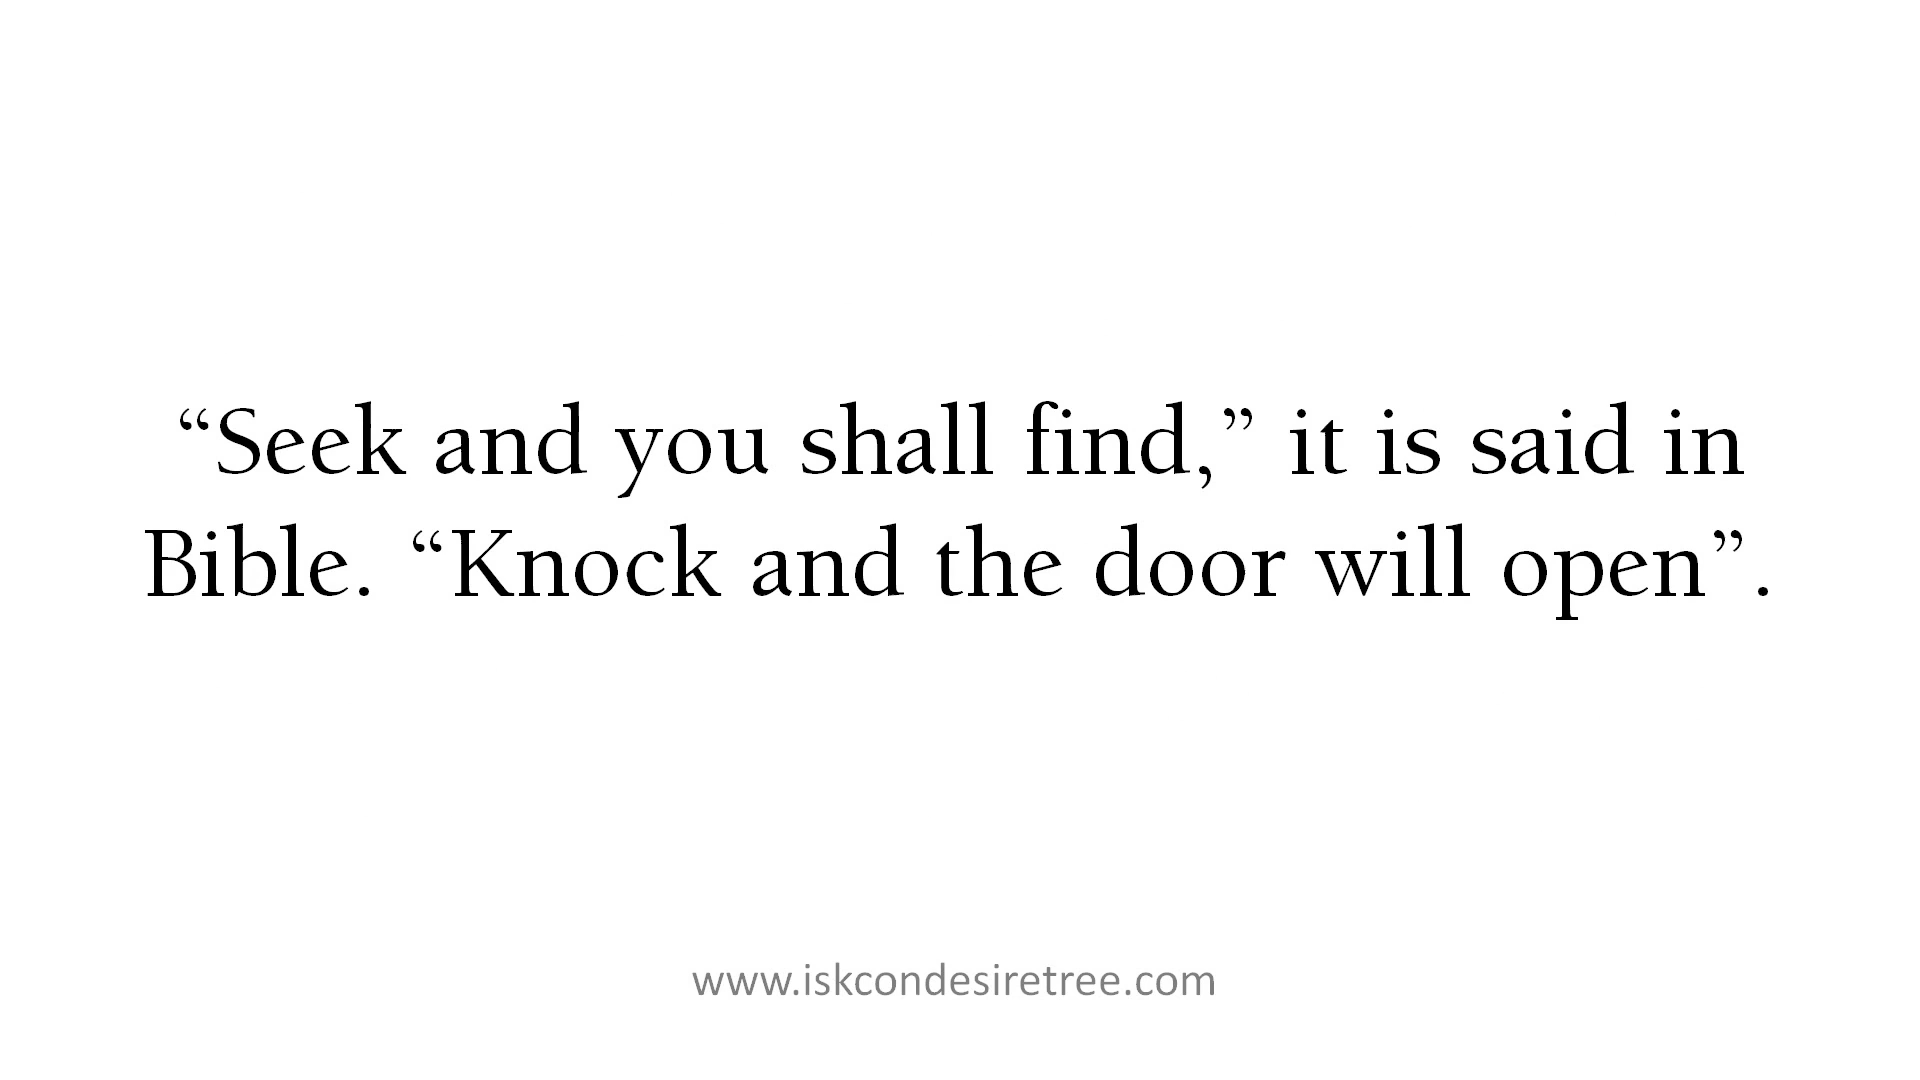 “Seek and you shall find,” it is said in
Bible. “Knock and the door will open”.
www.iskcondesiretree.com